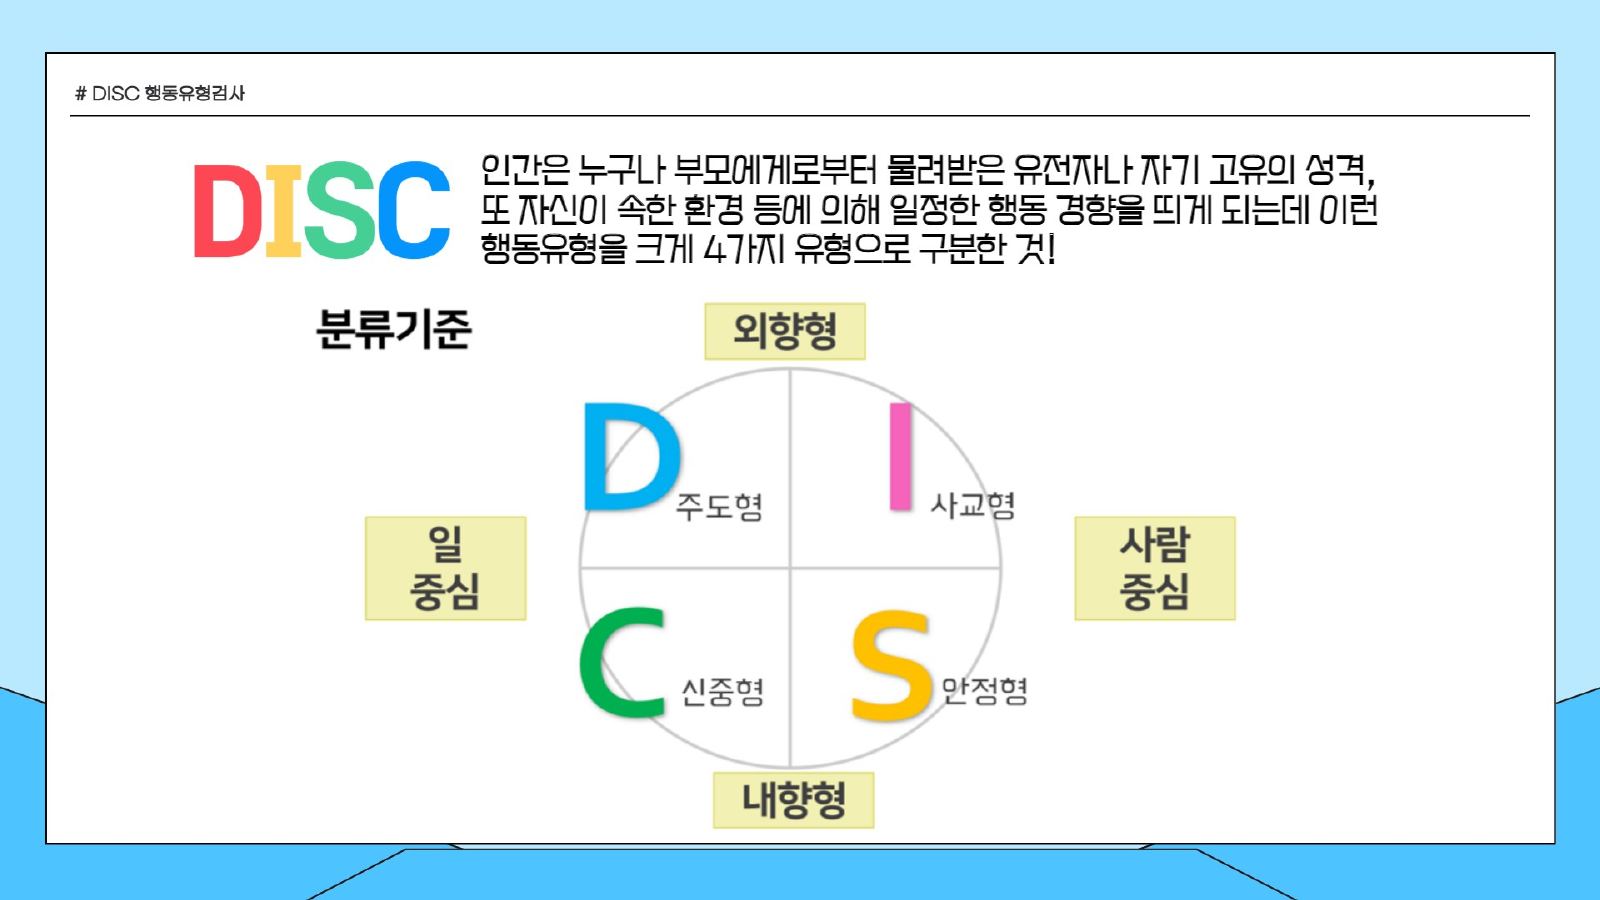 # DISC 행동유형검사
DISC
인간은 누구나 부모에게로부터 물려받은 유전자나 자기 고유의 성격,
또 자신이 속한 환경 등에 의해 일정한 행동 경향을 띄게 되는데 이런
행동유형을 크게 4가지 유형으로 구분한 것!
분류기준
외향형
D 주도형
I 사교형
일
중심
사람
중심
C 신중형
S 안정형
내향형